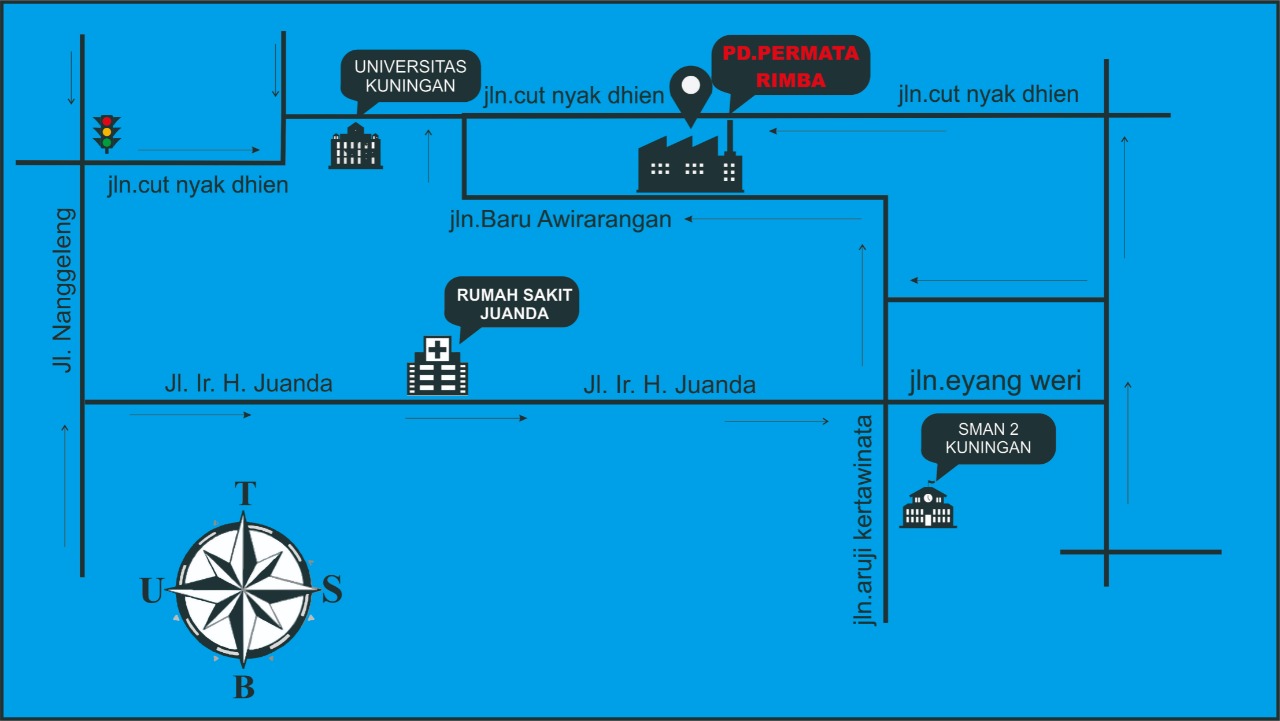 PD.PERMATA
RIMBA
UNIVERSITAS
KUNINGAN
jln.cut nyak dhien
jln.cut nyak dhien
jln.cut nyak dhien
jln.Baru Awirarangan
Jl. Nanggeleng
RUMAH SAKIT
JUANDA
Jl. Ir. H. Juanda
Jl. Ir. H. Juanda
jln.eyang weri
SMAN 2
KUNINGAN
jln.aruji kertawinata
T
U
S
B